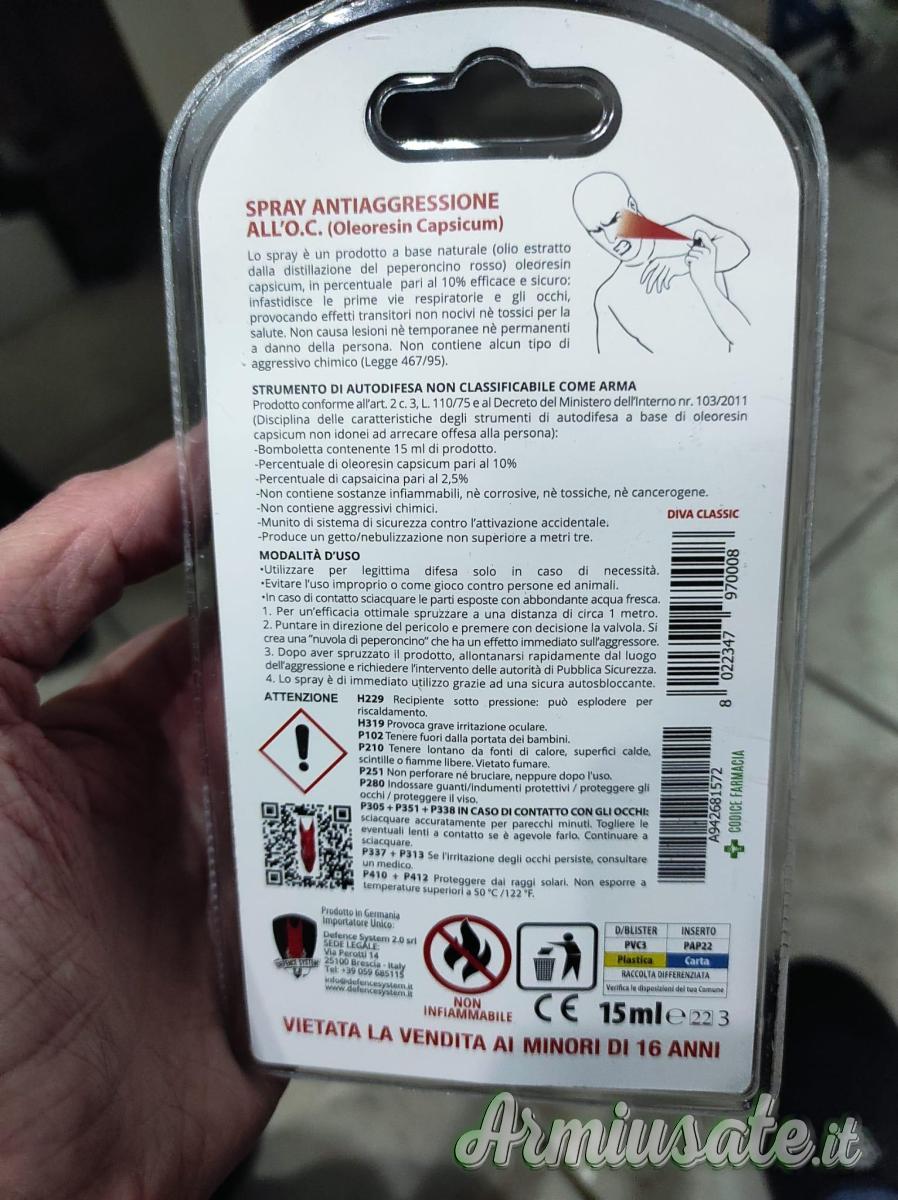 SPRAY ANTIAGGRESSIONE
ALL'O.C. (Oleoresin Capsicum)
Lo spray è un prodotto a base naturale (olio estratto
dalla distillazione del peperoncino rosso) oleoresin
capsicum, in percentuale pari al 10% efficace e sicuro:
infastidisce le prime vie respiratorie e gli occhi,
provocando effetti transitori non nocivi nè tossici per la
salute. Non causa lesioni nè temporanee nè permanenti
a danno della persona. Non contiene alcun tipo di
aggressivo chimico (Legge 467/95).
STRUMENTO DI AUTODIFESA NON CLASSIFICABILE COME ARMA
Prodotto conforme all'art. 2 c. 3, L. 110/75 e al Decreto del Ministero dell'Interno nr. 103/2011
(Disciplina delle caratteristiche degli strumenti di autodifesa a base di oleoresin
capsicum non idonei ad arrecare offesa alla persona):
-Bomboletta contenente 15 ml di prodotto.
-Percentuale di oleoresin capsicum pari al 10%
-Percentuale di capsaicina pari al 2,5%
-Non contiene sostanze infiammabili, nè corrosive, nè tossiche, nè cancerogene.
-Non contiene aggressivi chimici.
-Munito di sistema di sicurezza contro l'attivazione accidentale.
-Produce un getto/nebulizzazione non superiore a metri tre.
DIVA CLASSIC
8 022347 970008
MODALITÀ D'USO
•Utilizzare per legittima difesa solo in caso di necessità.
•Evitare l'uso improprio o come gioco contro persone ed animali.
•In caso di contatto sciacquare le parti esposte con abbondante acqua fresca.
1. Per un'efficacia ottimale spruzzare a una distanza di circa 1 metro.
2. Puntare in direzione del pericolo e premere con decisione la valvola. Si
crea una "nuvola di peperoncino" che ha un effetto immediato sull'aggressore.
3. Dopo aver spruzzato il prodotto, allontanarsi rapidamente dal luogo
dell'aggressione e richiedere l'intervento delle autorità di Pubblica Sicurezza.
4. Lo spray è di immediato utilizzo grazie ad una sicura autosbloccante.
ATTENZIONE
H229 Recipiente sotto pressione: può esplodere per
riscaldamento.
H319 Provoca grave irritazione oculare.
P102 Tenere fuori dalla portata dei bambini.
P210 Tenere lontano da fonti di calore, superfici calde,
scintille o fiamme libere. Vietato fumare.
P251 Non perforare né bruciare, neppure dopo l'uso.
P280 Indossare guanti/indumenti protettivi / proteggere gli
occhi / proteggere il viso.
P305 + P351 + P338 IN CASO DI CONTATTO CON GLI OCCHI:
sciacquare accuratamente per parecchi minuti. Togliere le
eventuali lenti a contatto se è agevole farlo. Continuare a
sciacquare.
P337 + P313 Se l'irritazione degli occhi persiste, consultare
un medico.
P410 + P412 Proteggere dai raggi solari. Non esporre a
temperature superiori a 50 °C /122 °F.
A942681572
CODICE FARMACIA
DEFENCE SYSTEM
Prodotto in Germania
Importatore Unico:
Defence System 2.0 srl
SEDE LEGALE:
Via Perotti 14
25100 Brescia - Italy
Tel: +39 059 685115
info@defencesystem.it
www.defencesystem.it
NON
INFIAMMABILE
D/BLISTER INSERTO
PVC3 PAP22
Plastica Carta
RACCOLTA DIFFERENZIATA
Verifica le disposizioni del tuo Comune
CE 15ml e 22 3
VIETATA LA VENDITA AI MINORI DI 16 ANNI
Armiusate.it